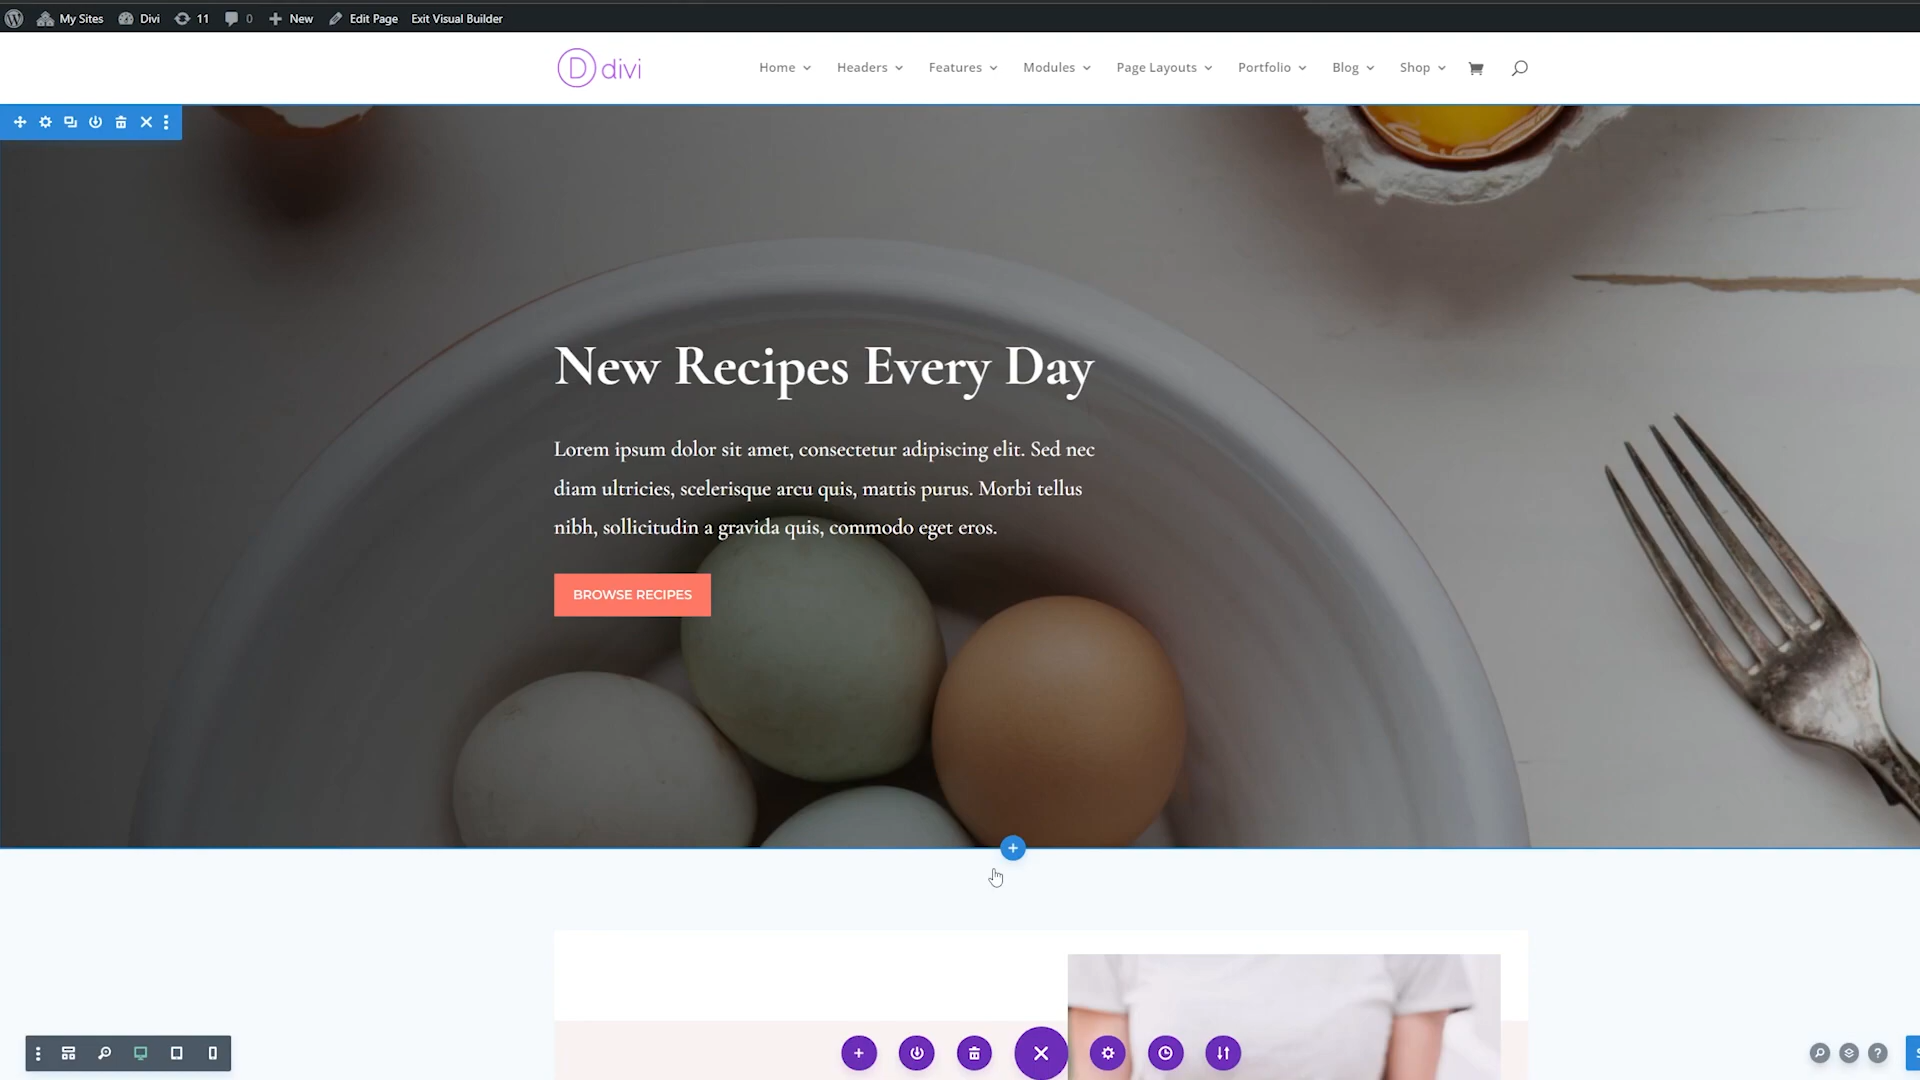 My Sites Divi 11 0 New Edit Page Exit Visual Builder
D divi Home Headers Features Modules Page Layouts Portfolio Blog Shop
New Recipes Every Day
Lorem ipsum dolor sit amet, consectetur adipiscing elit. Sed nec
diam ultricies, scelerisque arcu quis, mattis purus. Morbi tellus
nibh, sollicitudin a gravida quis, commodo eget eros.
BROWSE RECIPES